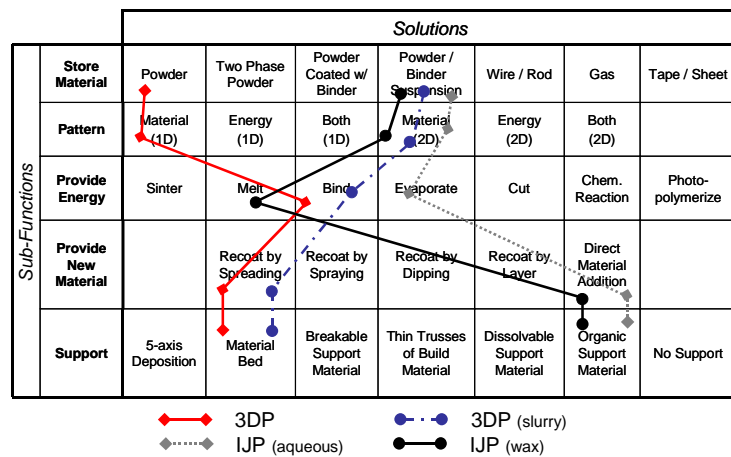 Solutions
Sub-Functions
Store Material
Powder
Two Phase Powder
Powder Coated w/ Binder
Powder / Binder Suspension
Wire / Rod
Gas
Tape / Sheet
Pattern
Material (1D)
Energy (1D)
Both (1D)
Material (2D)
Energy (2D)
Both (2D)
Provide Energy
Sinter
Melt
Bind
Evaporate
Cut
Chem. Reaction
Photo-polymerize
Provide New Material
Recoat by Spreading
Recoat by Spraying
Recoat by Dipping
Recoat by Layer
Direct Material Addition
Support
5-axis Deposition
Material Bed
Breakable Support Material
Thin Trusses of Build Material
Dissolvable Support Material
Organic Support Material
No Support
3DP
3DP (slurry)
IJP (aqueous)
IJP (wax)